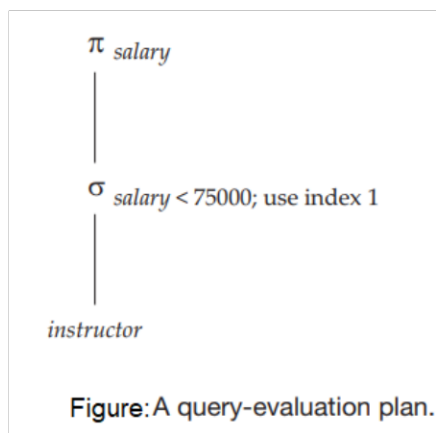 π salary
σ salary < 75000; use index 1
instructor
Figure: A query-evaluation plan.